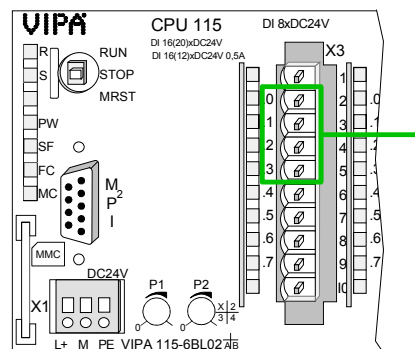 VIPA CPU 115 DI 8xDC24V
DI 16(20)xDC24V
DI 16(12)xDC24V 0,5A
X3
R RUN
S STOP
MRST
PW
SF
FC
MC
M
P
I
2
MMC
DC24V
X1
L+ M PE
P1 P2
0 0
X 2
3 4
VIPA 115-6BL02 AB
.0 1
.1 2 .0
.2 3 .1
.3 4 .2
.4 5 .3
.5 6 .4
.6 7 .5
.7 8 .6
9 .7
10